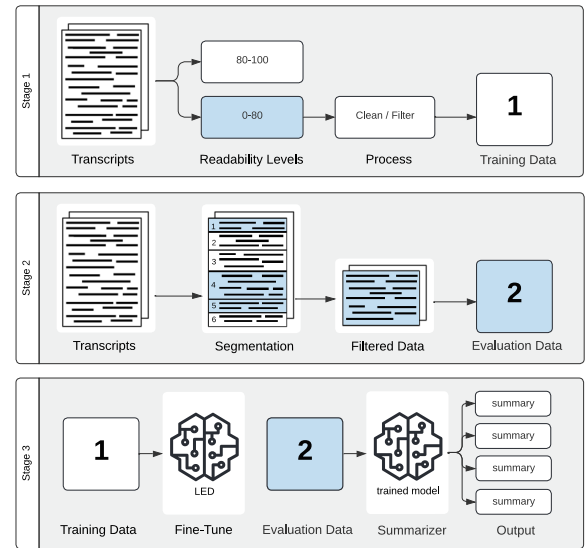 Stage 1
80-100
0-80
Clean / Filter
1
Transcripts
Readability Levels
Process
Training Data
Stage 2
1
2
3
4
5
6
2
Transcripts
Segmentation
Filtered Data
Evaluation Data
Stage 3
1
LED
2
trained model
summary
summary
summary
summary
Training Data
Fine-Tune
Evaluation Data
Summarizer
Output